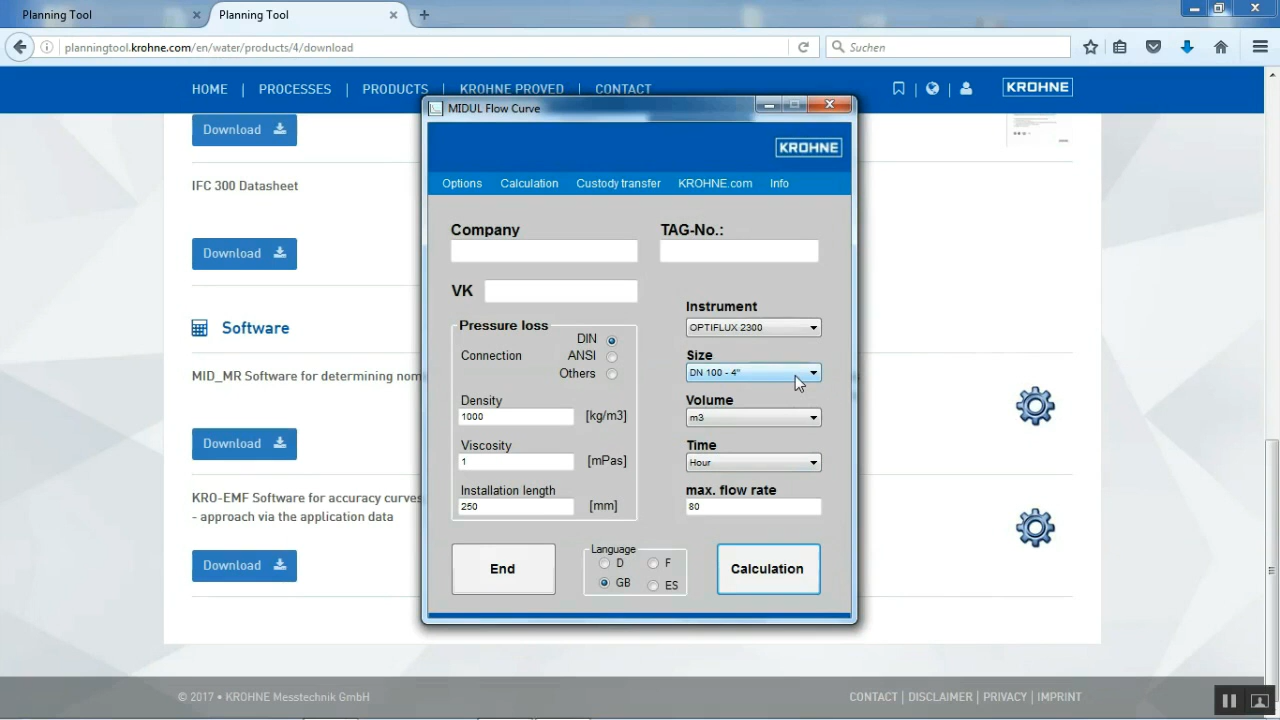 Planning Tool
Planning Tool
planningtool.krohne.com/en/water/products/4/download
Suchen
HOME | PROCESSES | PRODUCTS | KROHNE PROVED | CONTACT
KROHNE
Download
IFC 300 Datasheet
Download
Software
MID_MR Software for determining nom
Download
KRO-EMF Software for accuracy curves
- approach via the application data
Download
MIDUL Flow Curve
KROHNE
Options Calculation Custody transfer KROHNE.com Info
Company
TAG-No.:
VK
Pressure loss
Connection
DIN
ANSI
Others
Density
1000 [kg/m3]
Viscosity
1 [mPas]
Installation length
250 [mm]
Instrument
OPTIFLUX 2300
Size
DN 100 - 4"
Volume
m3
Time
Hour
max. flow rate
80
End
Language
D F
GB ES
Calculation
© 2017 • KROHNE Messtechnik GmbH
CONTACT | DISCLAIMER | PRIVACY | IMPRINT